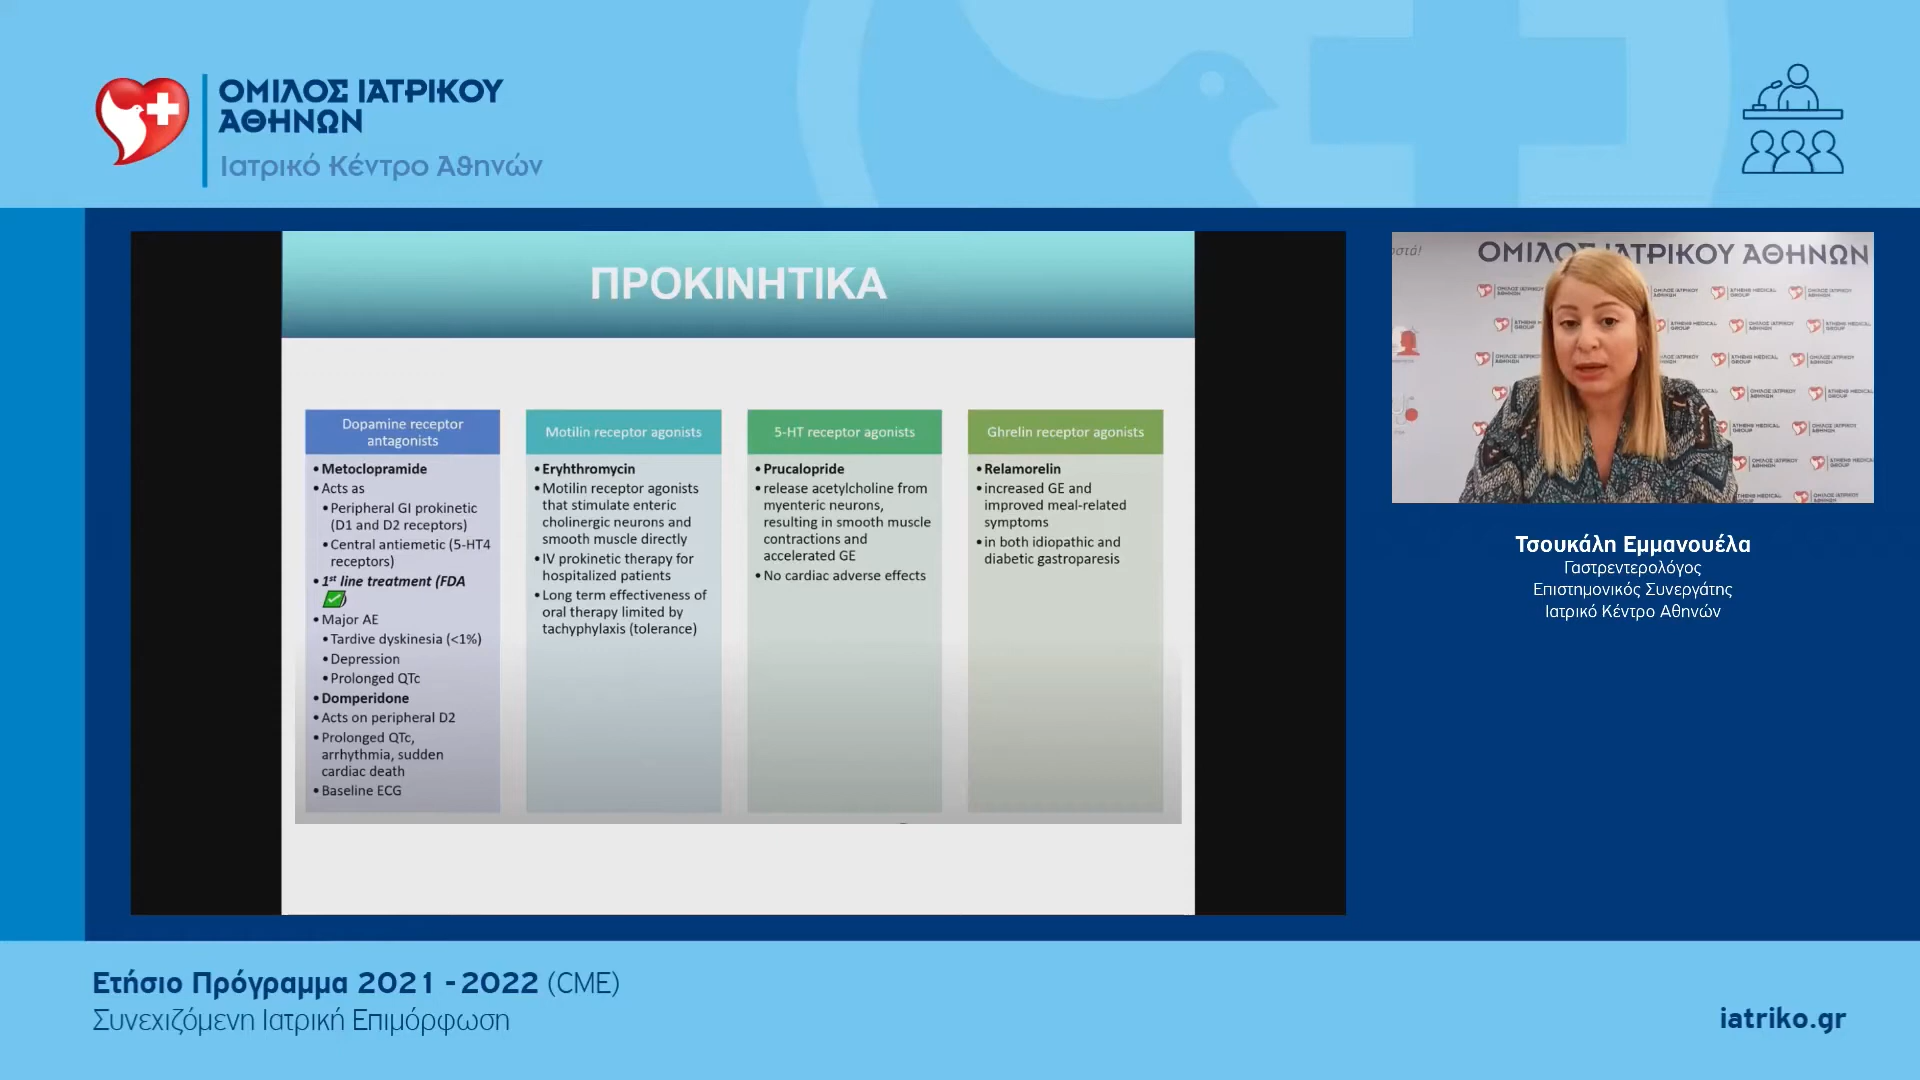 ΟΜΙΛΟΣ ΙΑΤΡΙΚΟΥ
ΑΘΗΝΩΝ
Ιατρικό Κέντρο Αθηνών
ΠΡΟΚΙΝΗΤΙΚΑ
Dopamine receptor
antagonists
• Metoclopramide
• Acts as
• Peripheral GI prokinetic
(D1 and D2 receptors)
• Central antiemetic (5-HT4
receptors)
• 1st line treatment (FDA
✅)
• Major AE
• Tardive dyskinesia (<1%)
• Depression
• Prolonged QTc
• Domperidone
• Acts on peripheral D2
• Prolonged QTc,
arrhythmia, sudden
cardiac death
• Baseline ECG
Motilin receptor agonists
• Eryhthromycin
• Motilin receptor agonists
that stimulate enteric
cholinergic neurons and
smooth muscle directly
• IV prokinetic therapy for
hospitalized patients
• Long term effectiveness of
oral therapy limited by
tachyphylaxis (tolerance)
5-HT receptor agonists
• Prucalopride
• release acetylcholine from
myenteric neurons,
resulting in smooth muscle
contractions and
accelerated GE
• No cardiac adverse effects
Ghrelin receptor agonists
• Relamorelin
• increased GE and
improved meal-related
symptoms
• in both idiopathic and
diabetic gastroparesis
ΟΜΙΛΟΣ ΙΑΤΡΙΚΟΥ ΑΘΗΝΩΝ
Τσουκάλη Εμμανουέλα
Γαστρεντερολόγος
Επιστημονικός Συνεργάτης
Ιατρικό Κέντρο Αθηνών
Ετήσιο Πρόγραμμα 2021 - 2022 (CME)
Συνεχιζόμενη Ιατρική Επιμόρφωση
iatriko.gr